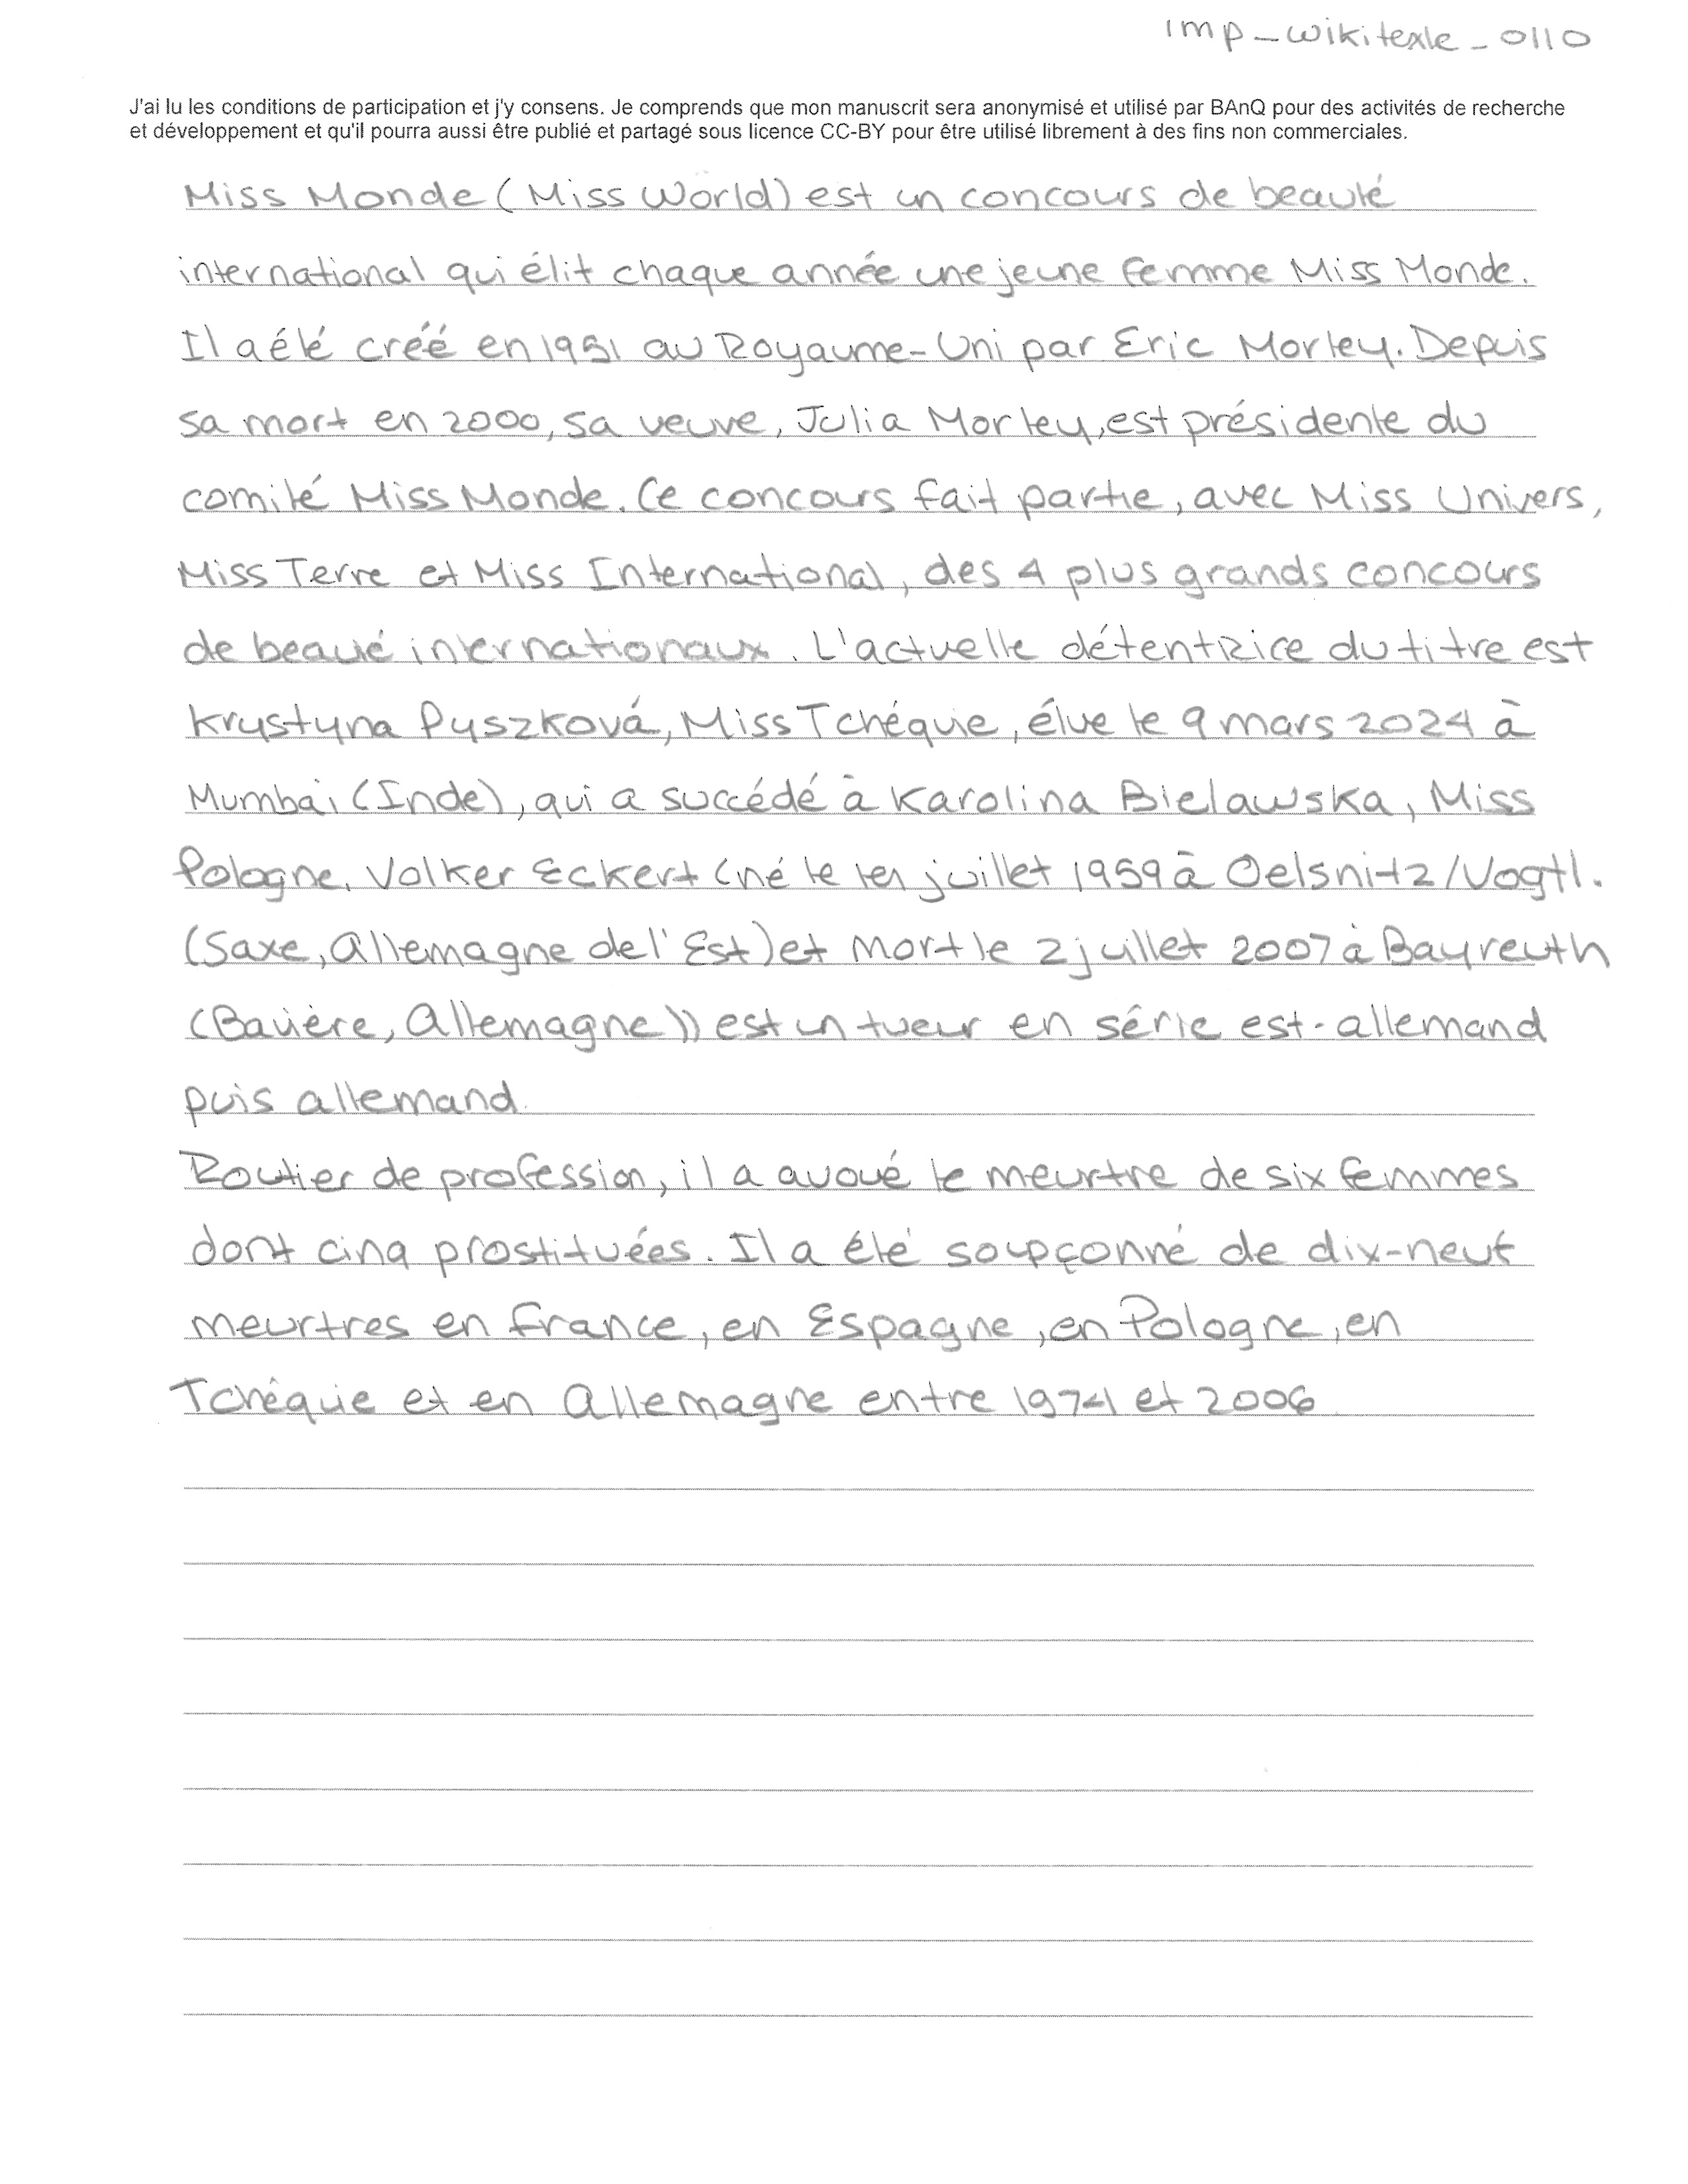 imp_wikitexte_0110
J'ai lu les conditions de participation et j'y consens. Je comprends que mon manuscrit sera anonymisé et utilisé par BAnQ pour des activités de recherche
et développement et qu'il pourra aussi être publié et partagé sous licence CC-BY pour être utilisé librement à des fins non commerciales.
Miss Monde (Miss World) est un concours de beauté
international qui élit chaque année une jeune femme Miss Monde.
Il a été créé en 1951 au Royaume-Uni par Eric Morley. Depuis
sa mort en 2000, sa veuve, Julia Morley, est présidente du
comité Miss Monde. Ce concours fait partie, avec Miss Univers,
Miss Terre et Miss International, des 4 plus grands concours
de beauté internationaux. L'actuelle détentrice du titre est
Krystyna Pyszková, Miss Tchéquie, élue le 9 mars 2024 à
Mumbai (Inde), qui a succédé à Karolina Bielawska, Miss
Pologne. Volker Eckert (né le 1er juillet 1959 à Oelsnitz/Vogtl.
(Saxe, Allemagne de l'Est) et mort le 2 juillet 2007 à Bayreuth
(Bavière, Allemagne)) est un tueur en série est-allemand
puis allemand.
Routier de profession, il a avoué le meurtre de six femmes
dont cinq prostituées. Il a été soupçonné de dix-neuf
meurtres en France, en Espagne, en Pologne, en
Tchéquie et en Allemagne entre 1974 et 2006